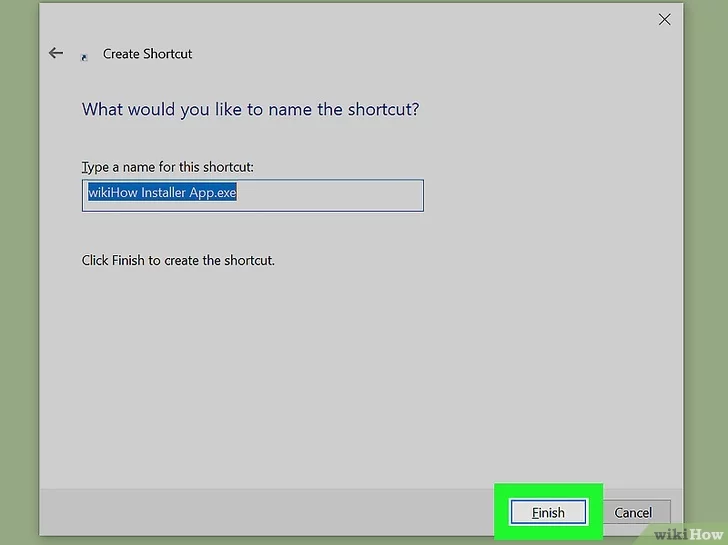 Create Shortcut
What would you like to name the shortcut?
Type a name for this shortcut:
wikiHow Installer App.exe
Click Finish to create the shortcut.
Finish Cancel
wikiHow